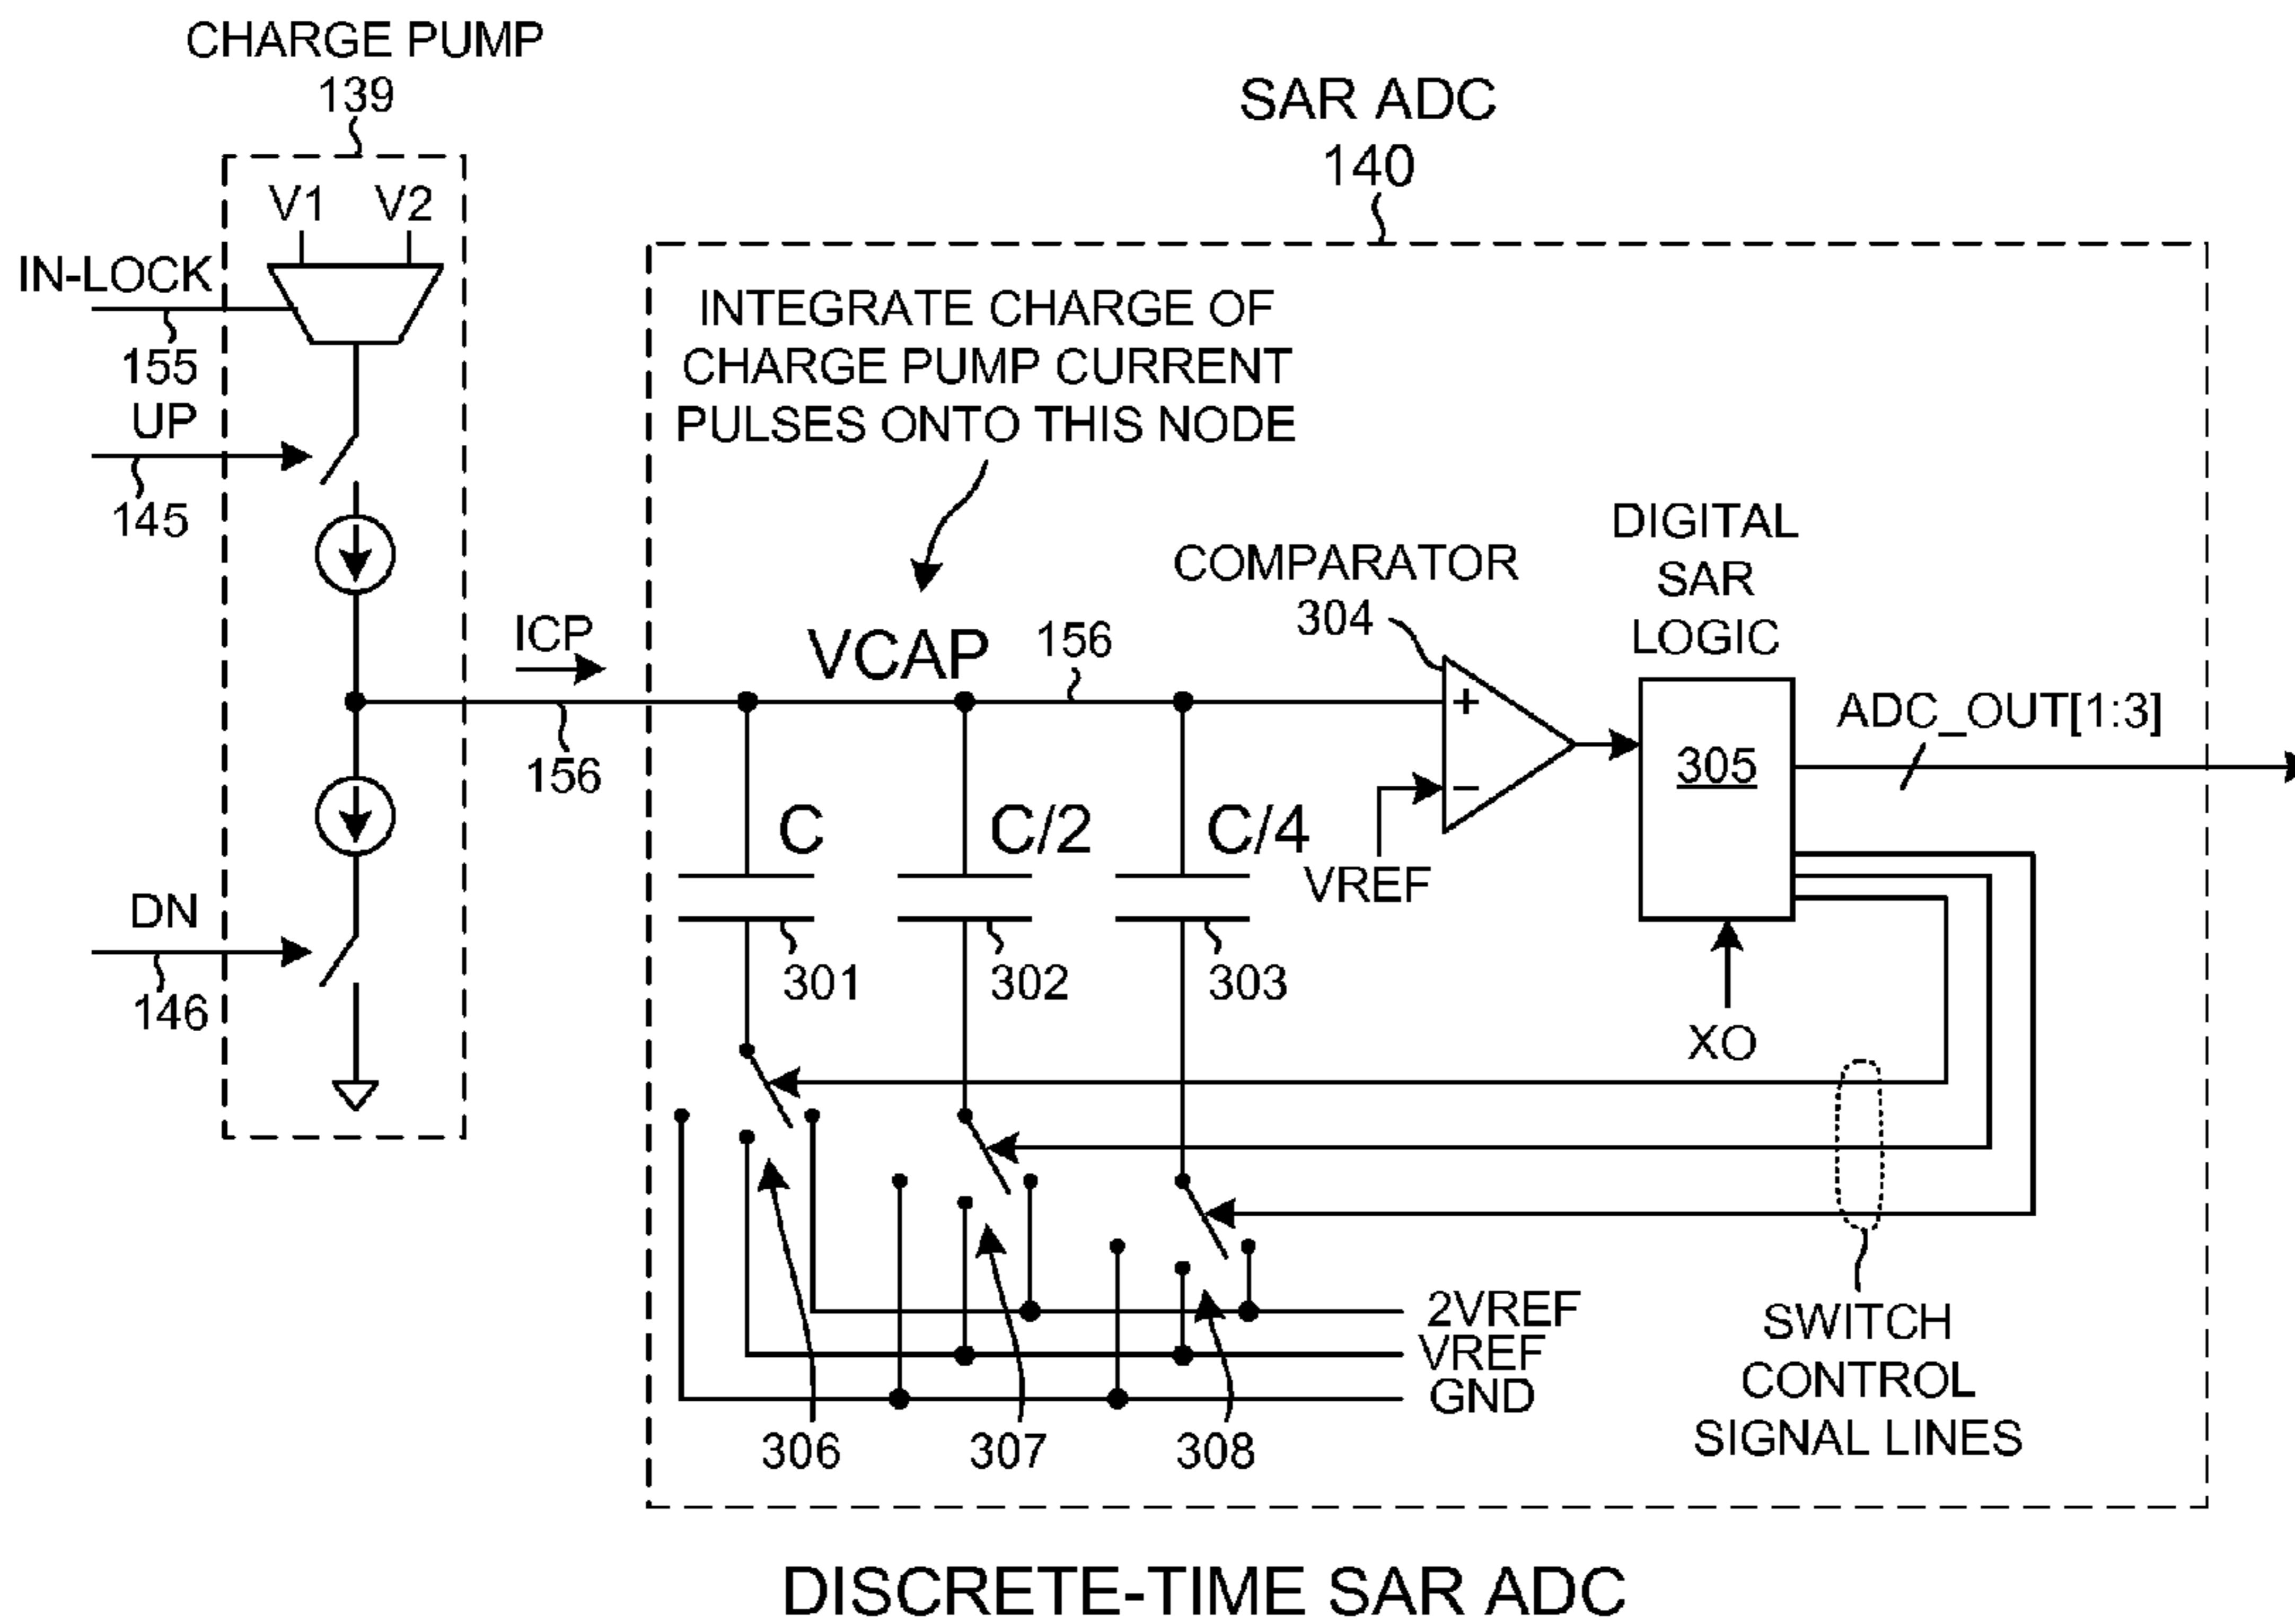 CHARGE PUMP
139
V1 V2
IN-LOCK
155
UP
145
DN
146
ICP
156
SAR ADC
140
INTEGRATE CHARGE OF
CHARGE PUMP CURRENT
PULSES ONTO THIS NODE
VCAP
156
COMPARATOR
304
+
−
VREF
DIGITAL
SAR
LOGIC
305
ADC_OUT[1:3]
XO
C
C/2
C/4
301
302
303
2VREF
VREF
GND
306
307
308
SWITCH
CONTROL
SIGNAL LINES
DISCRETE-TIME SAR ADC